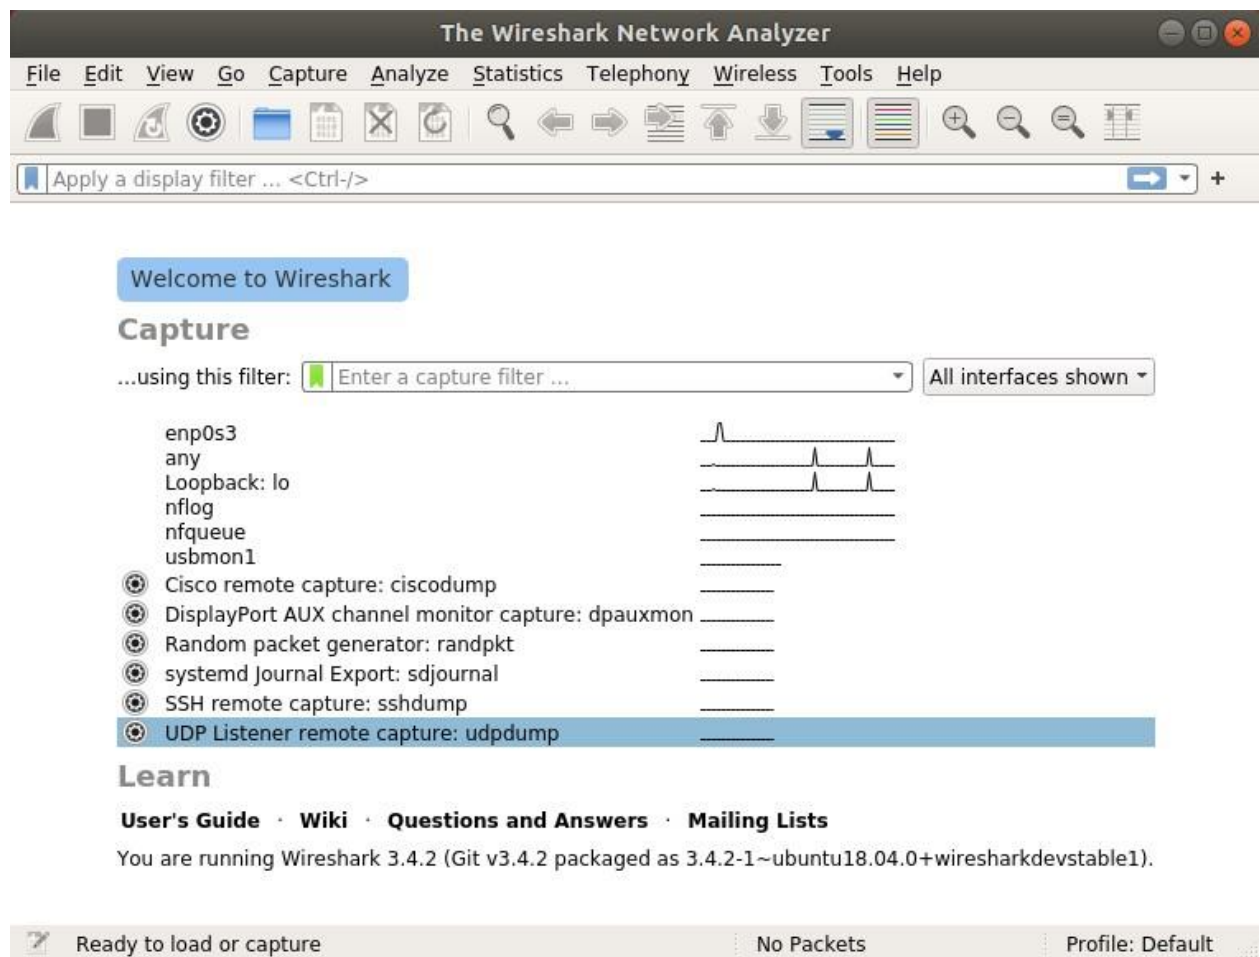 The Wireshark Network Analyzer
File Edit View Go Capture Analyze Statistics Telephony Wireless Tools Help
Apply a display filter ... <Ctrl-/>
+
Welcome to Wireshark
Capture
...using this filter: Enter a capture filter ... All interfaces shown
enp0s3
any
Loopback: lo
nflog
nfqueue
usbmon1
Cisco remote capture: ciscodump
DisplayPort AUX channel monitor capture: dpauxmon
Random packet generator: randpkt
systemd Journal Export: sdjournal
SSH remote capture: sshdump
UDP Listener remote capture: udpdump
Learn
User's Guide · Wiki · Questions and Answers · Mailing Lists
You are running Wireshark 3.4.2 (Git v3.4.2 packaged as 3.4.2-1~ubuntu18.04.0+wiresharkdevstable1).
Ready to load or capture No Packets Profile: Default